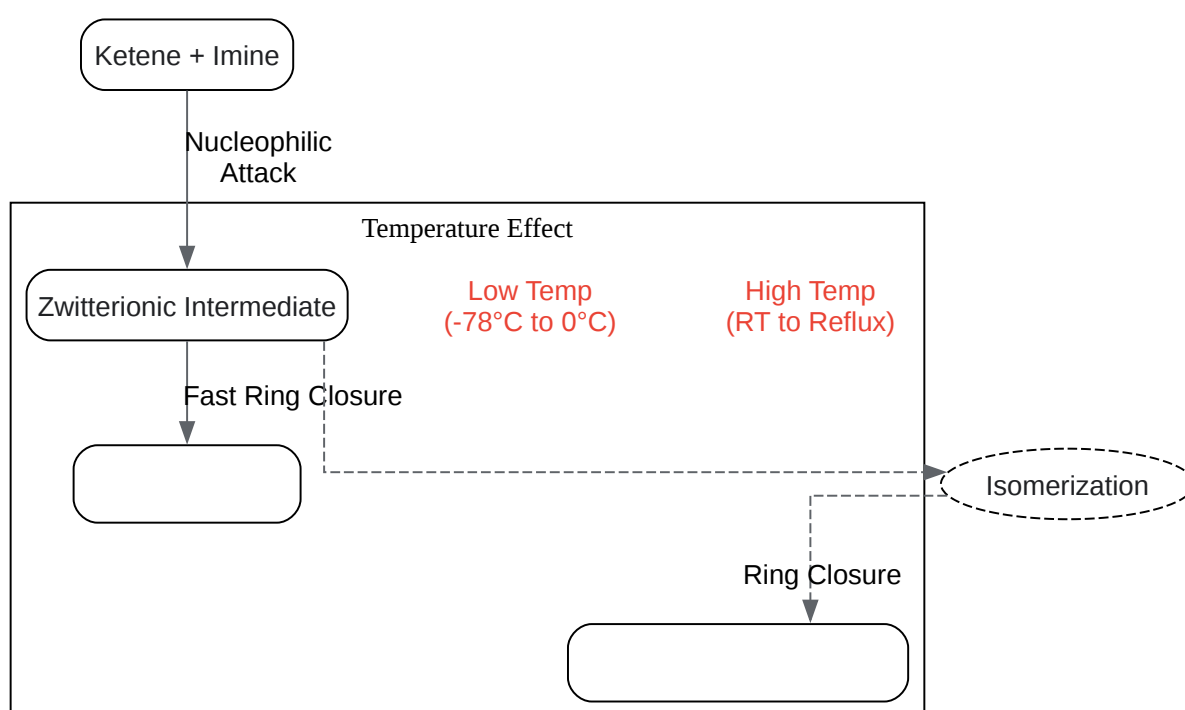 Ketene + Imine
Nucleophilic
Attack
Temperature Effect
Zwitterionic Intermediate
Low Temp
(-78°C to 0°C)
High Temp
(RT to Reflux)
Fast Ring Closure
Isomerization
Ring Closure